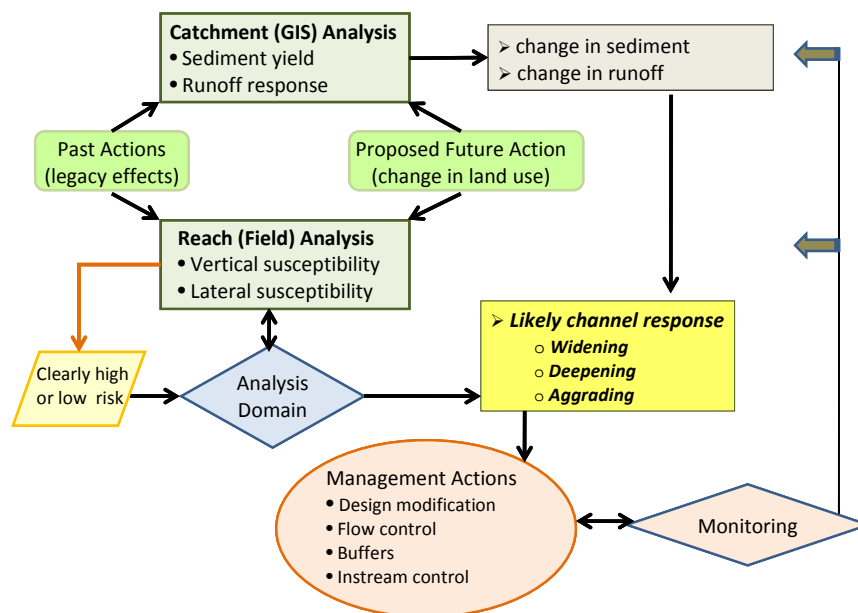 Catchment (GIS) Analysis
• Sediment yield
• Runoff response
➢ change in sediment
➢ change in runoff
Past Actions
(legacy effects)
Proposed Future Action
(change in land use)
Reach (Field) Analysis
• Vertical susceptibility
• Lateral susceptibility
Clearly high
or low risk
Analysis
Domain
➢ Likely channel response
o Widening
o Deepening
o Aggrading
Management Actions
• Design modification
• Flow control
• Buffers
• Instream control
Monitoring